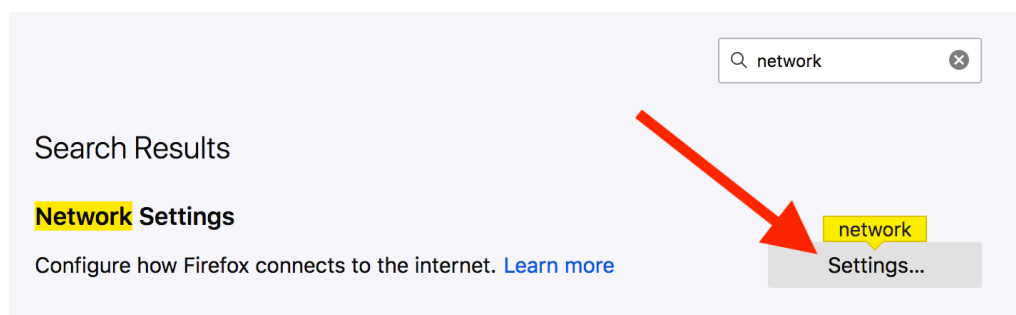 network
Search Results
Network Settings
network
Configure how Firefox connects to the internet. Learn more
Settings...